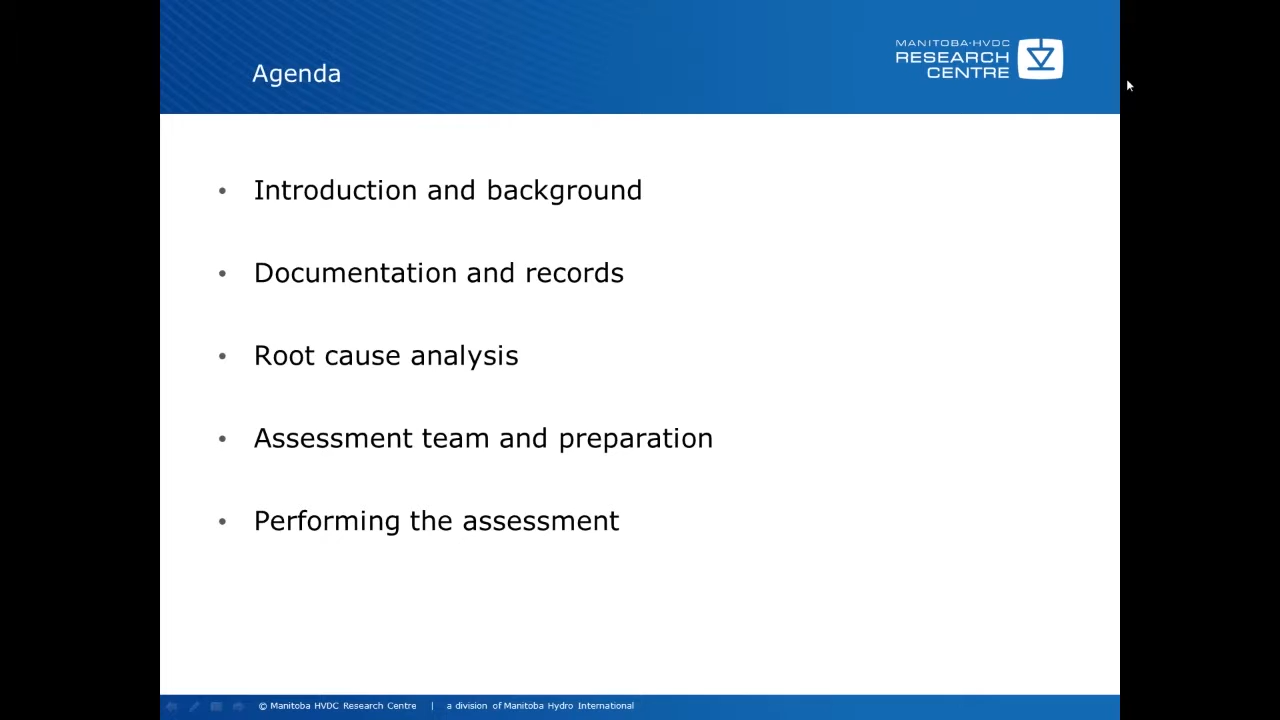 Agenda
MANITOBA·HVDC
RESEARCH
CENTRE
• Introduction and background
• Documentation and records
• Root cause analysis
• Assessment team and preparation
• Performing the assessment
© Manitoba HVDC Research Centre | a division of Manitoba Hydro International